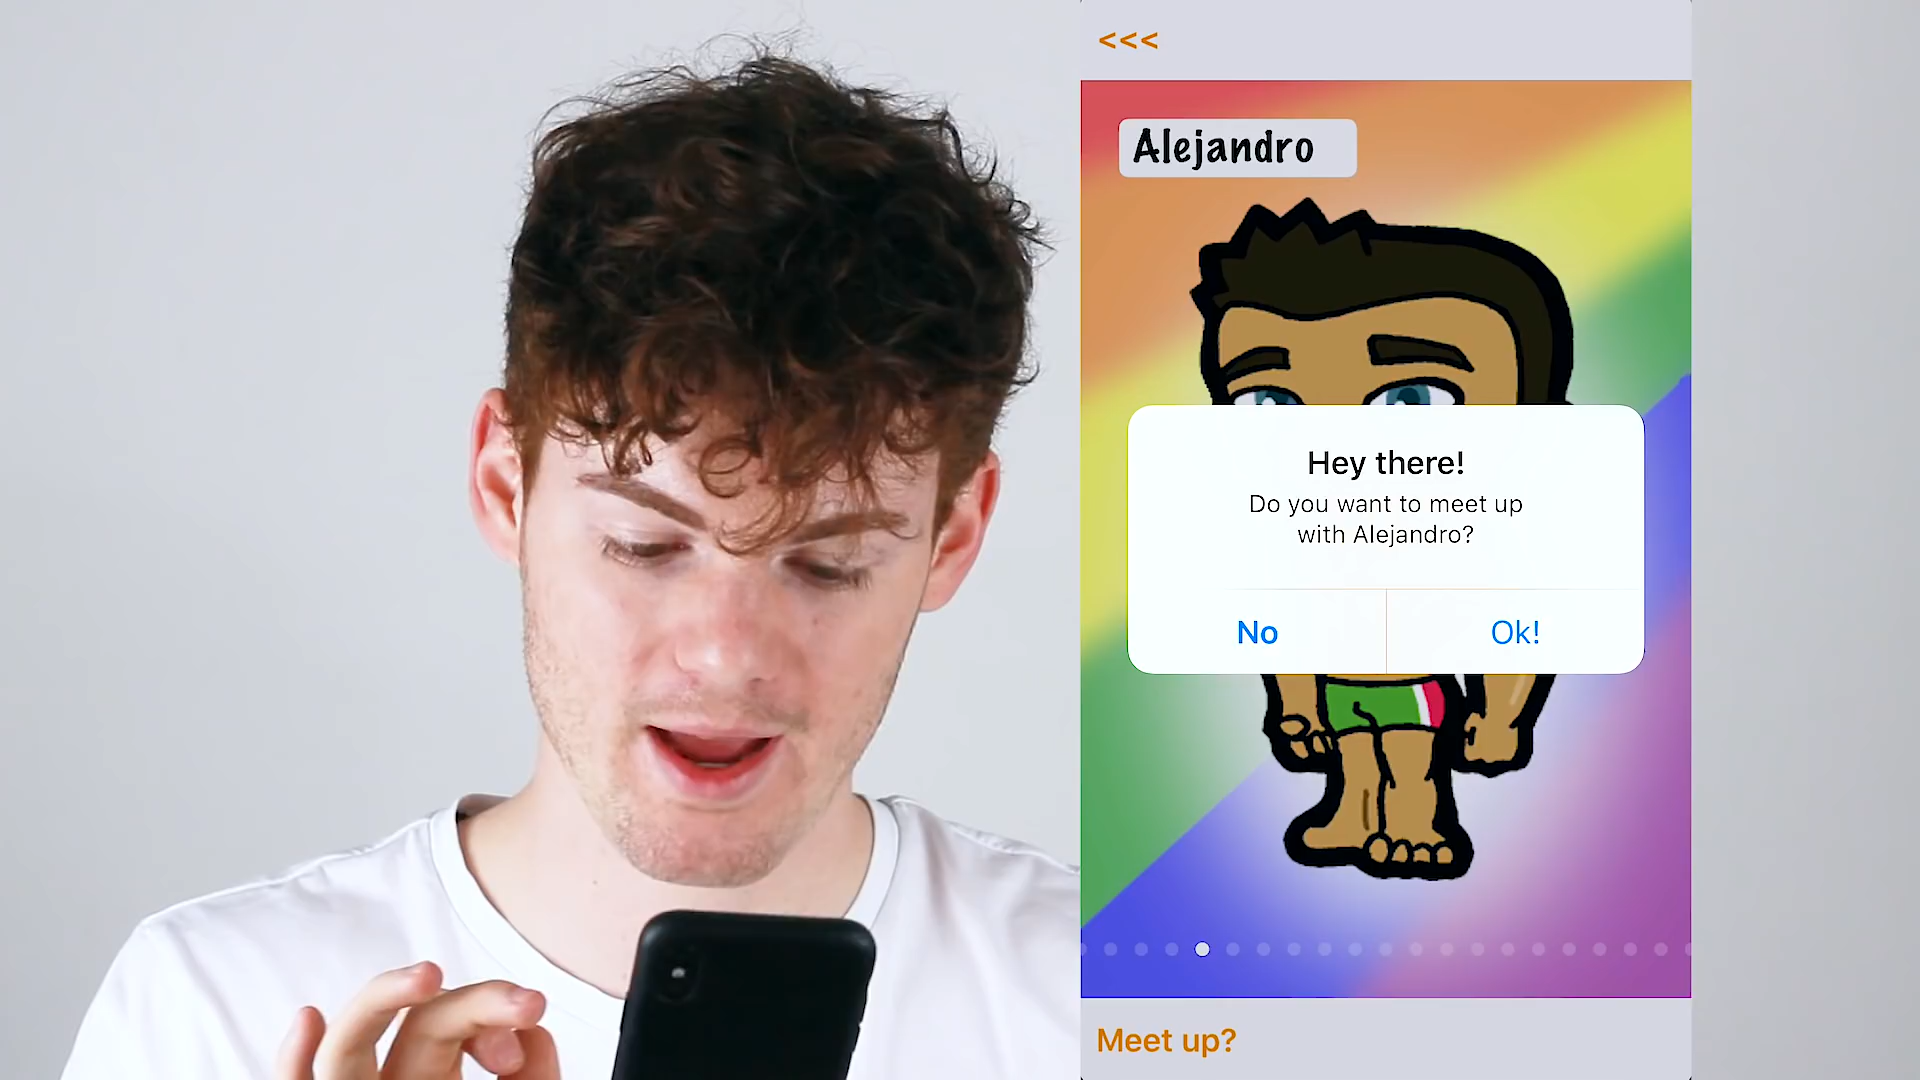 <<<
Alejandro
Hey there!
Do you want to meet up
with Alejandro?
No
Ok!
Meet up?